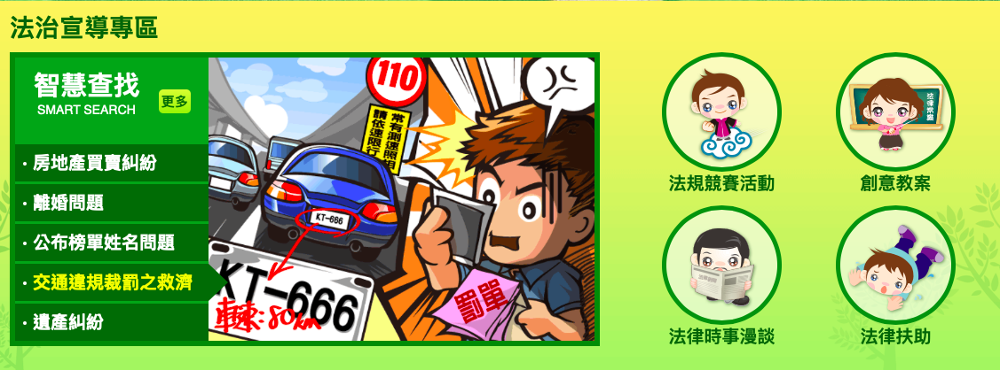 法治宣導專區
智慧查找
SMART SEARCH
更多
· 房地產買賣糾紛
· 離婚問題
· 公布榜單姓名問題
· 交通違規裁罰之救濟
· 遺產糾紛
110
常有測速照相
請依速限行
KT-666
KT-666
車速:80km
罰單
法律常識
法規競賽活動
創意教案
法律時事漫談
法律扶助